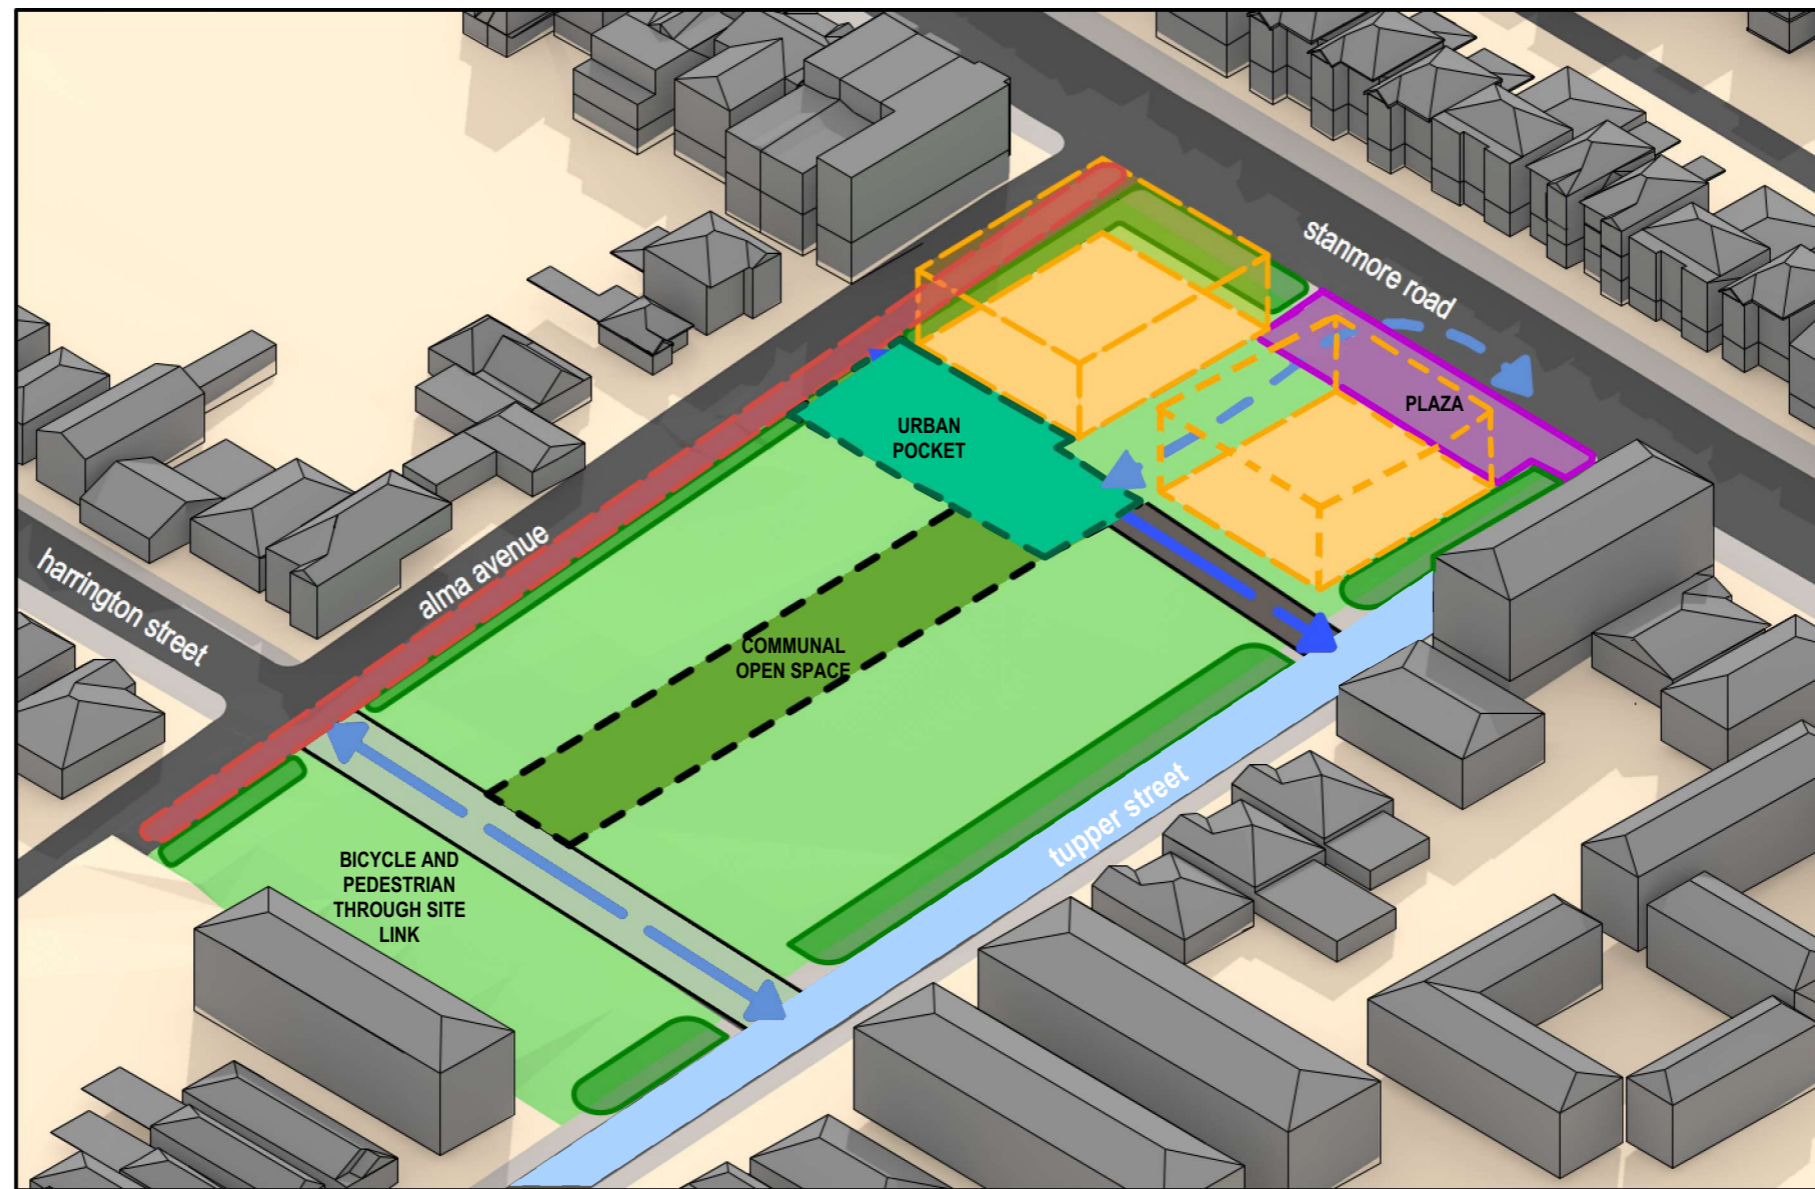 stanmore road
PLAZA
URBAN
POCKET
harrington street
alma avenue
COMMUNAL
OPEN SPACE
tupper street
BICYCLE AND
PEDESTRIAN
THROUGH SITE
LINK